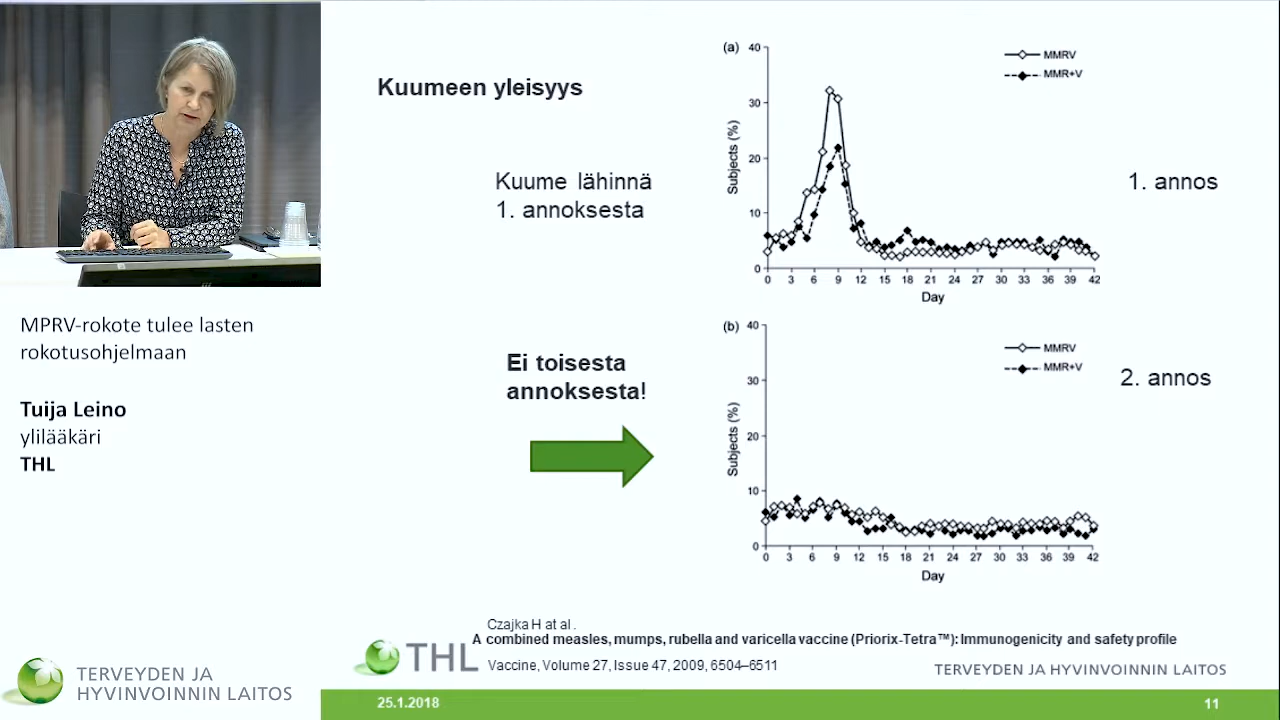 MPRV-rokote tulee lasten
rokotusohjelmaan
Tuija Leino
ylilääkäri
THL
TERVEYDEN JA
HYVINVOINNIN LAITOS
Kuumeen yleisyys
Kuume lähinnä
1. annoksesta
(a)
40
30
20
10
0
Subjects (%)
MMRV
MMR+V
0 3 6 9 12 15 18 21 24 27 30 33 36 39 42
Day
1. annos
Ei toisesta
annoksesta!
(b)
40
30
20
10
0
Subjects (%)
MMRV
MMR+V
0 3 6 9 12 15 18 21 24 27 30 33 36 39 42
Day
2. annos
Czajka H at al.
A combined measles, mumps, rubella and varicella vaccine (Priorix-Tetra™): Immunogenicity and safety profile
THL
Vaccine, Volume 27, Issue 47, 2009, 6504–6511
TERVEYDEN JA HYVINVOINNIN LAITOS
25.1.2018
11